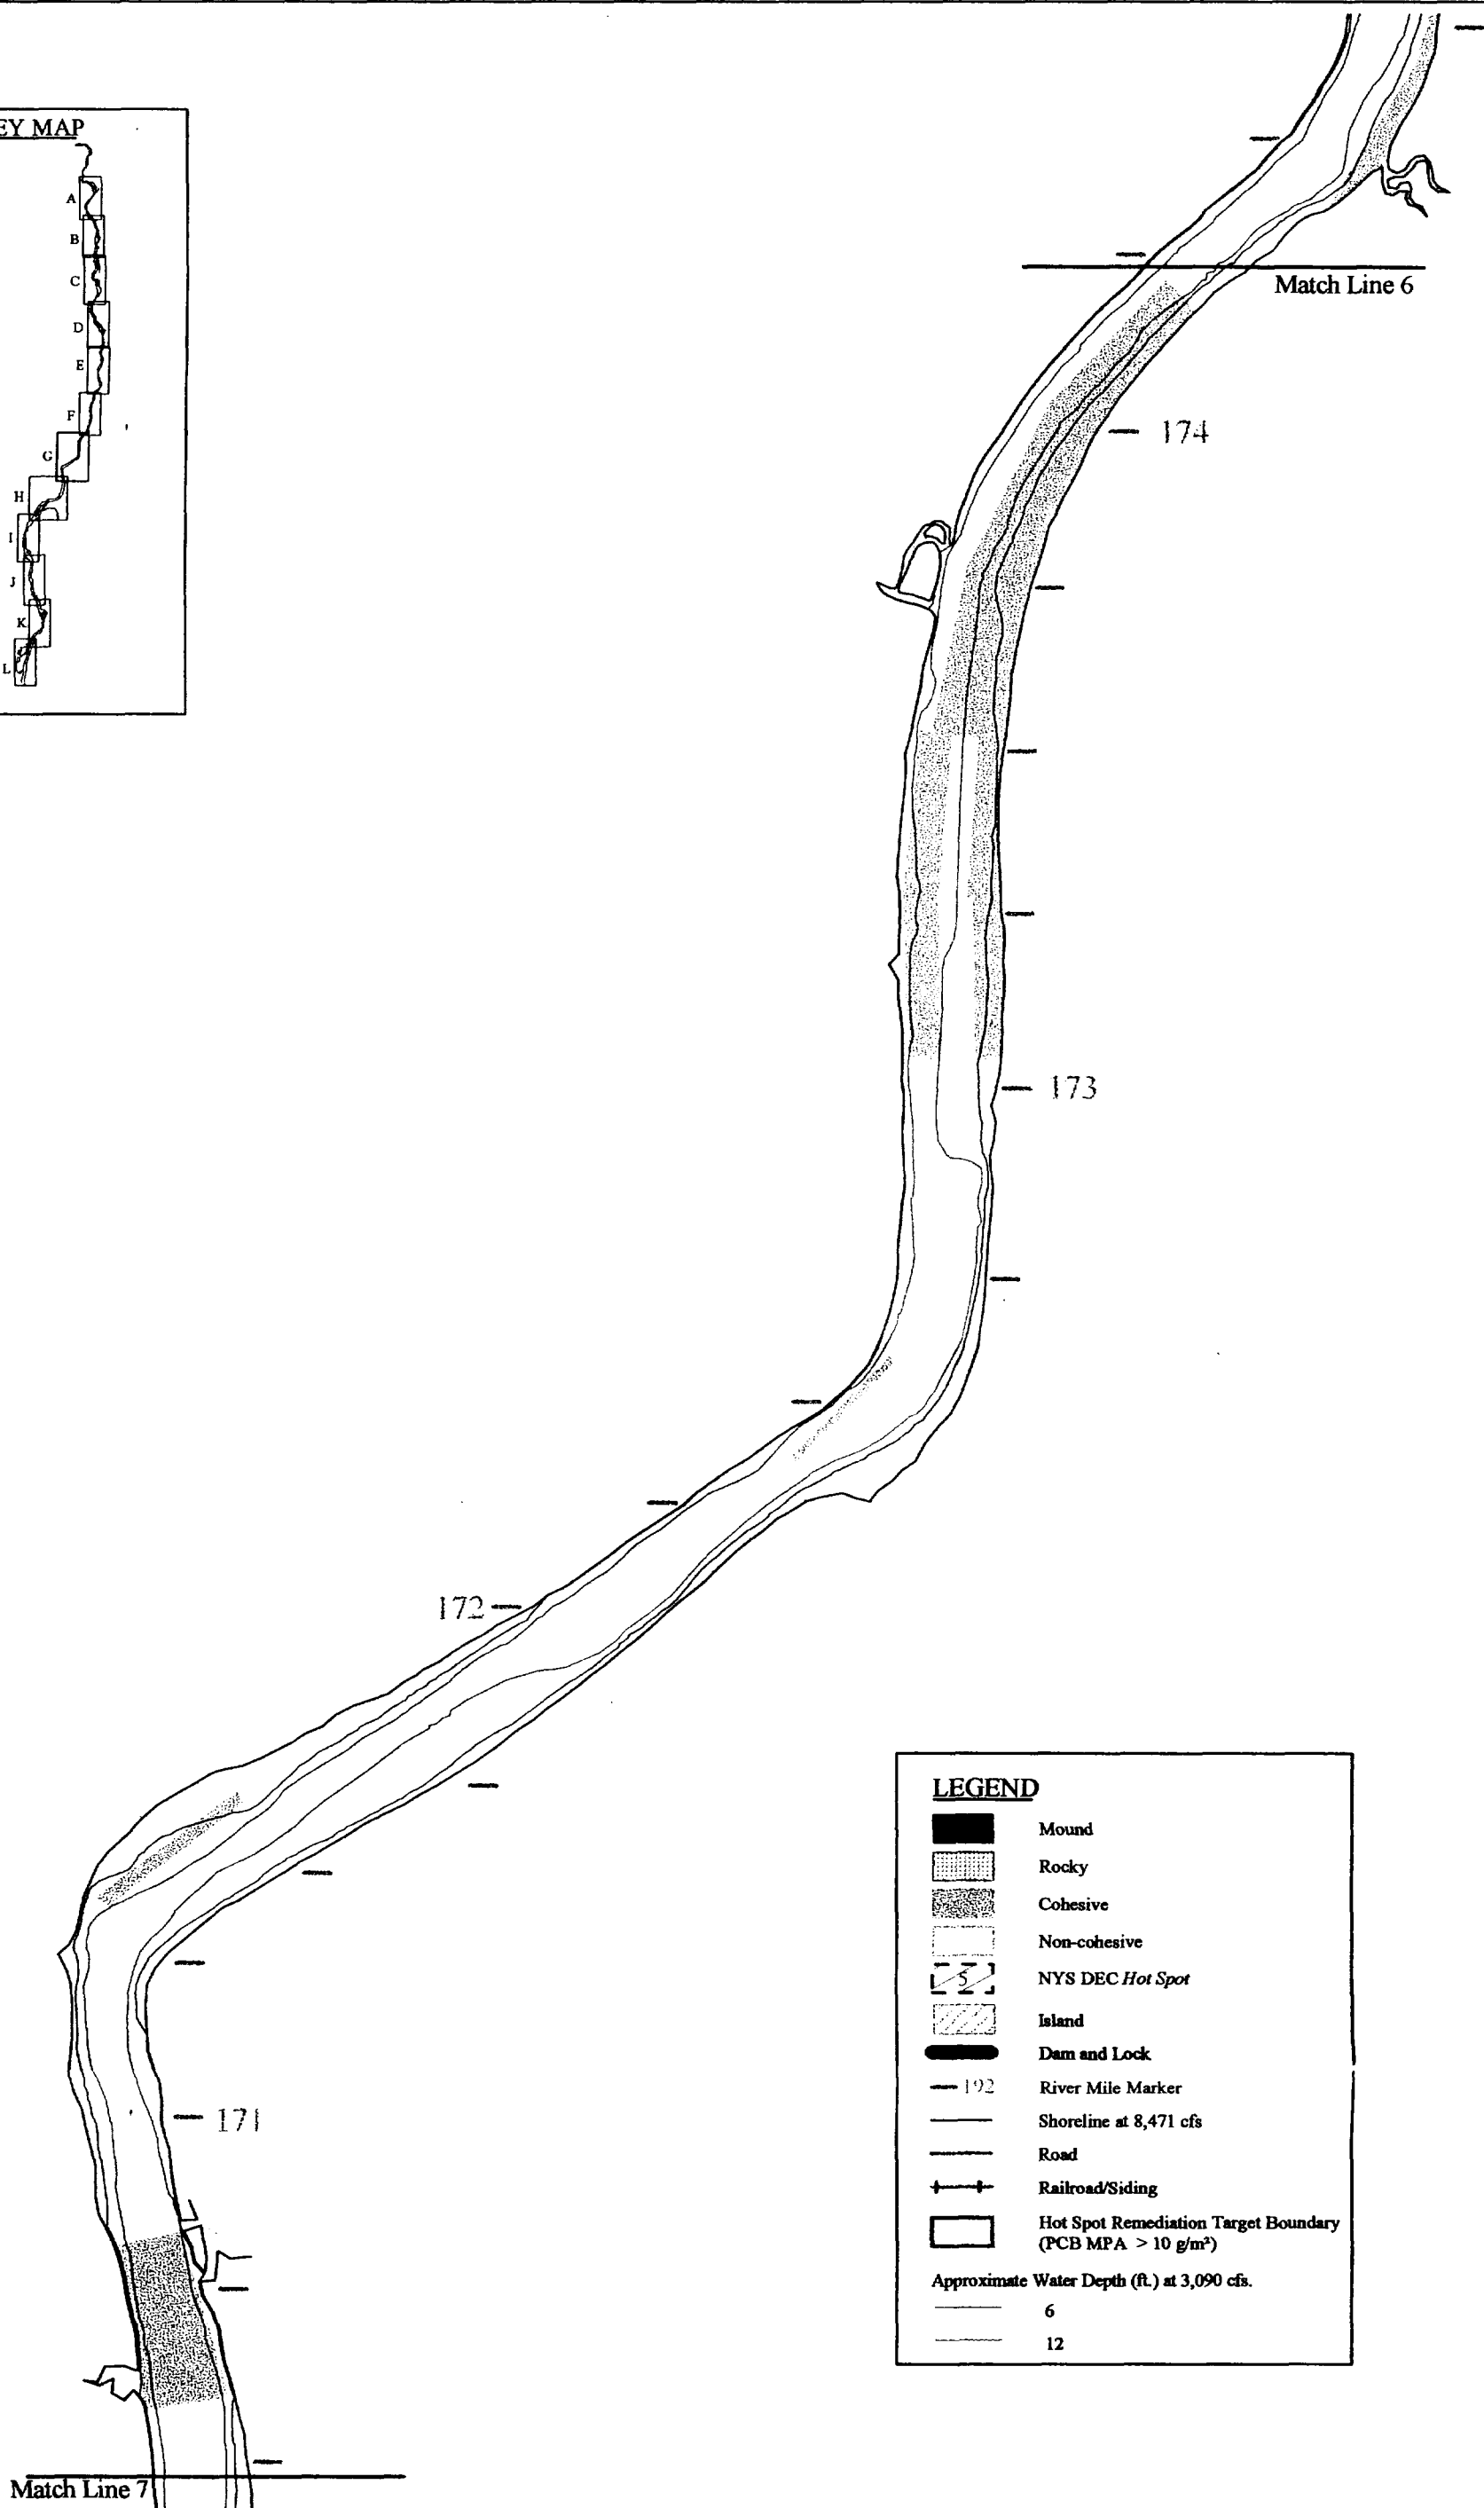 EY MAP
A
B
C
D
E
F
G
H
I
J
K
L
Match Line 6
174
173
172
171
Match Line 7
LEGEND
Mound
Rocky
Cohesive
Non-cohesive
5 NYS DEC Hot Spot
Island
Dam and Lock
192 River Mile Marker
Shoreline at 8,471 cfs
Road
Railroad/Siding
Hot Spot Remediation Target Boundary
(PCB MPA > 10 g/m²)
Approximate Water Depth (ft.) at 3,090 cfs.
6
12